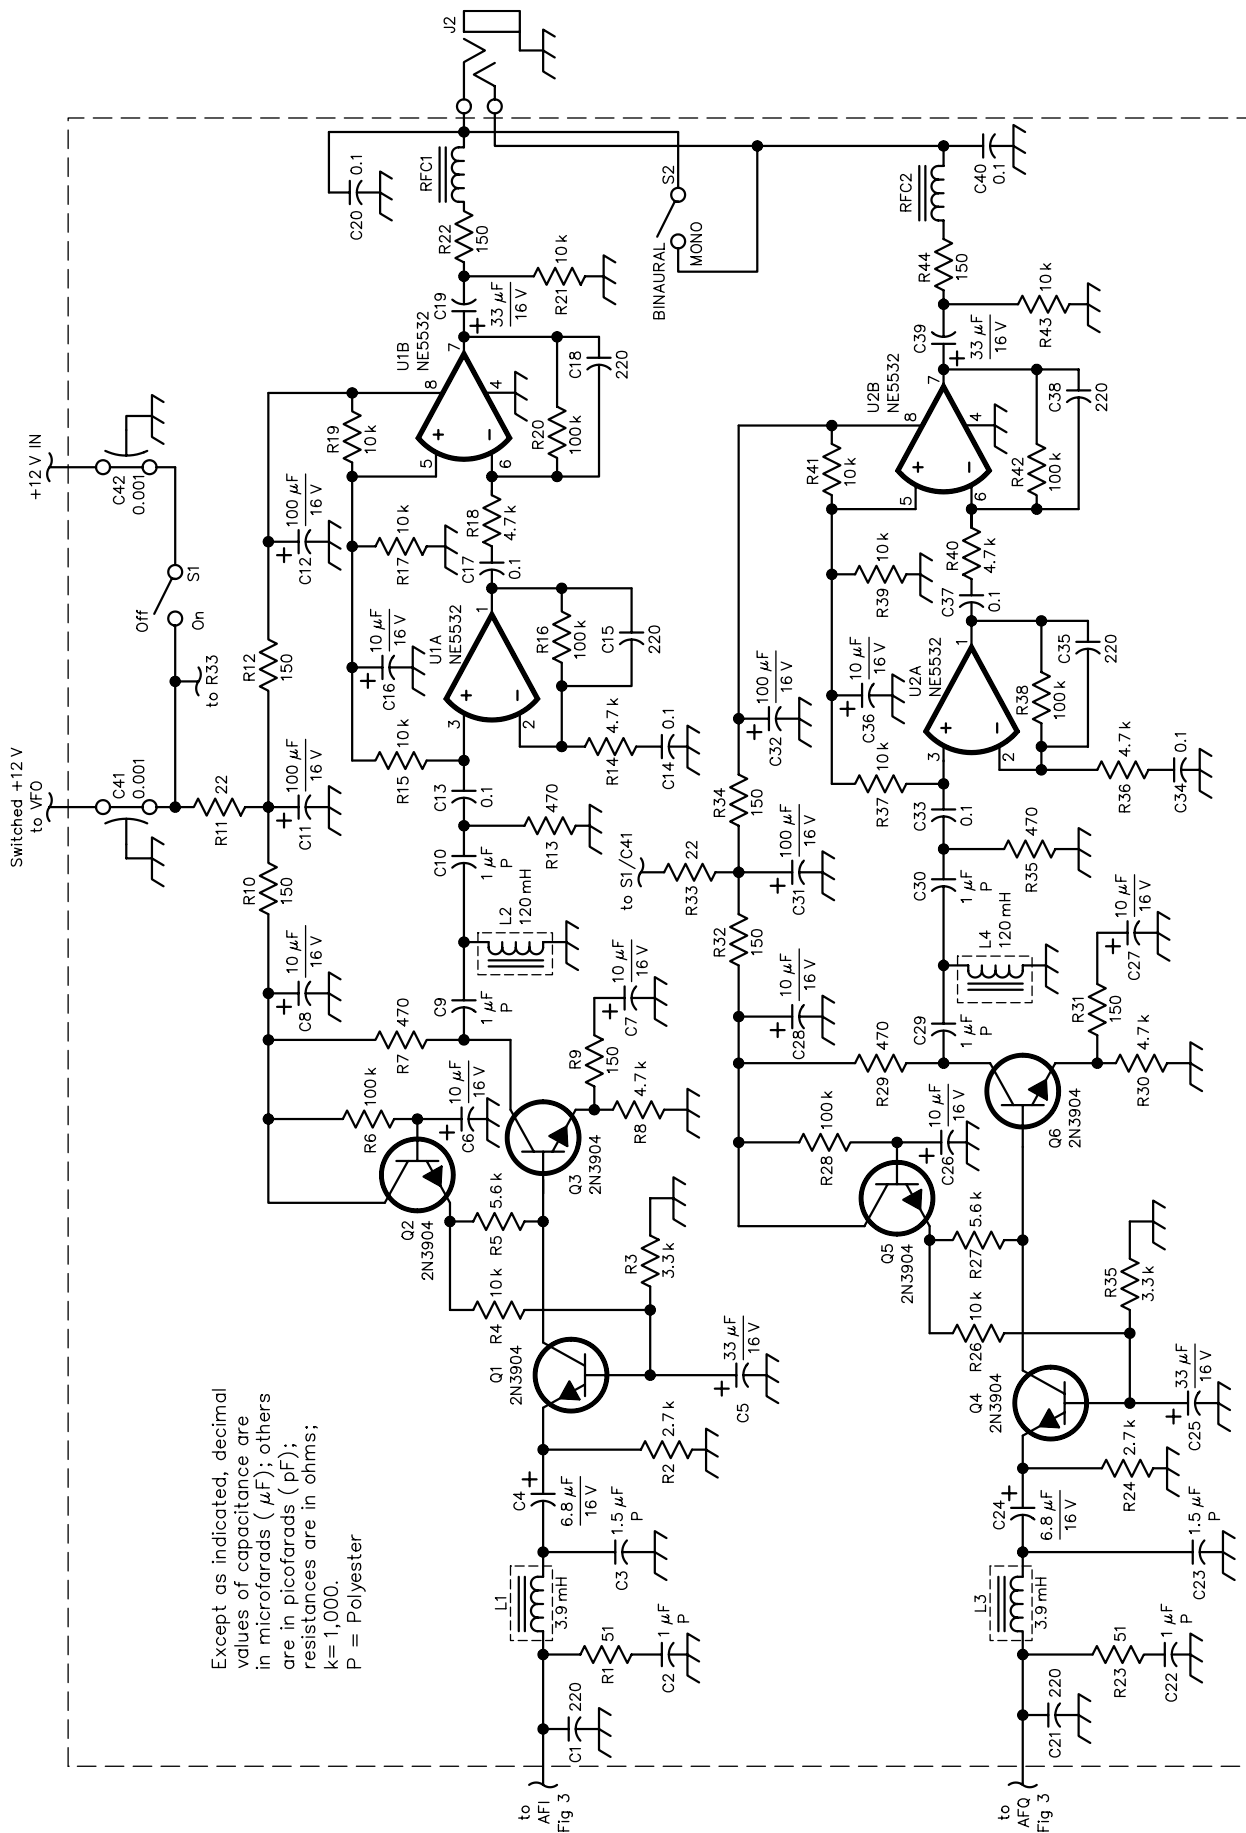 Except as indicated, decimal
values of capacitance are
in microfarads ( μF ); others
are in picofarads ( pF );
resistances are in ohms;
k= 1,000.
P = Polyester
Switched +12 V
to VFO
C41
0.001
Off
On
S1
to R33
+12 V IN
C42
0.001
R11
22
R10
150
R12
150
C8
10 μF
16 V
C11
100 μF
16 V
C12
100 μF
16 V
to
AFI
Fig 3
C1
220
R1
51
C2
1 μF
P
L1
3.9 mH
C3
1.5 μF
P
C4
6.8 μF
16 V
R2
2.7 k
Q1
2N3904
C5
33 μF
16 V
R3
3.3 k
R4
10 k
R5
5.6 k
Q2
2N3904
R6
100 k
C6
10 μF
16 V
Q3
2N3904
R7
470
R8
4.7 k
R9
150
C7
10 μF
16 V
C9
1 μF
P
L2
120 mH
C10
1 μF
P
R13
470
C13
0.1
R15
10 k
C16
10 μF
16 V
U1A
NE5532
3
2
1
+
–
R14
4.7 k
C14
0.1
R16
100 k
C15
220
C17
0.1
R17
10 k
R18
4.7 k
R19
10 k
U1B
NE5532
5
6
7
8
4
+
–
R20
100 k
C18
220
C19
33 μF
16 V
R21
10 k
R22
150
RFC1
C20
0.1
J2
S2
BINAURAL
MONO
to
AFQ
Fig 3
C21
220
R23
51
C22
1 μF
P
L3
3.9 mH
C23
1.5 μF
P
C24
6.8 μF
16 V
R24
2.7 k
Q4
2N3904
C25
33 μF
16 V
R35
3.3 k
R26
10 k
R27
5.6 k
Q5
2N3904
R28
100 k
C26
10 μF
16 V
Q6
2N3904
R29
470
R30
4.7 k
R31
150
C27
10 μF
16 V
C28
10 μF
16 V
R32
150
to S1/C41
R33
22
C31
100 μF
16 V
R34
150
C32
100 μF
16 V
C29
1 μF
P
L4
120 mH
C30
1 μF
P
R35
470
C33
0.1
R37
10 k
C36
10 μF
16 V
U2A
NE5532
3
2
1
+
–
R36
4.7 k
C34
0.1
R38
100 k
C35
220
C37
0.1
R39
10 k
R40
4.7 k
R41
10 k
U2B
NE5532
5
6
7
8
4
+
–
R42
100 k
C38
220
C39
33 μF
16 V
R43
10 k
R44
150
RFC2
C40
0.1